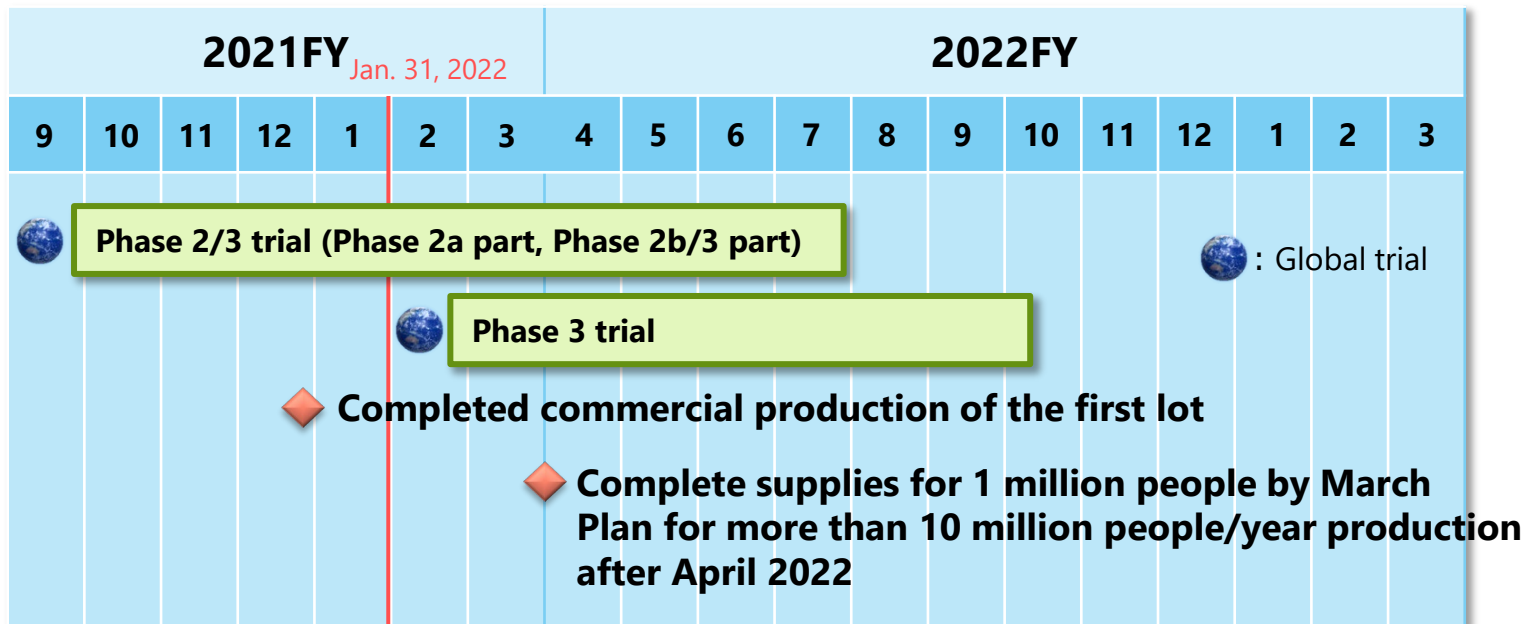 2021FY
Jan. 31, 2022
2022FY
9 10 11 12 1 2 3 4 5 6 7 8 9 10 11 12 1 2 3
Phase 2/3 trial (Phase 2a part, Phase 2b/3 part)
: Global trial
Phase 3 trial
Completed commercial production of the first lot
Complete supplies for 1 million people by March
Plan for more than 10 million people/year production
after April 2022